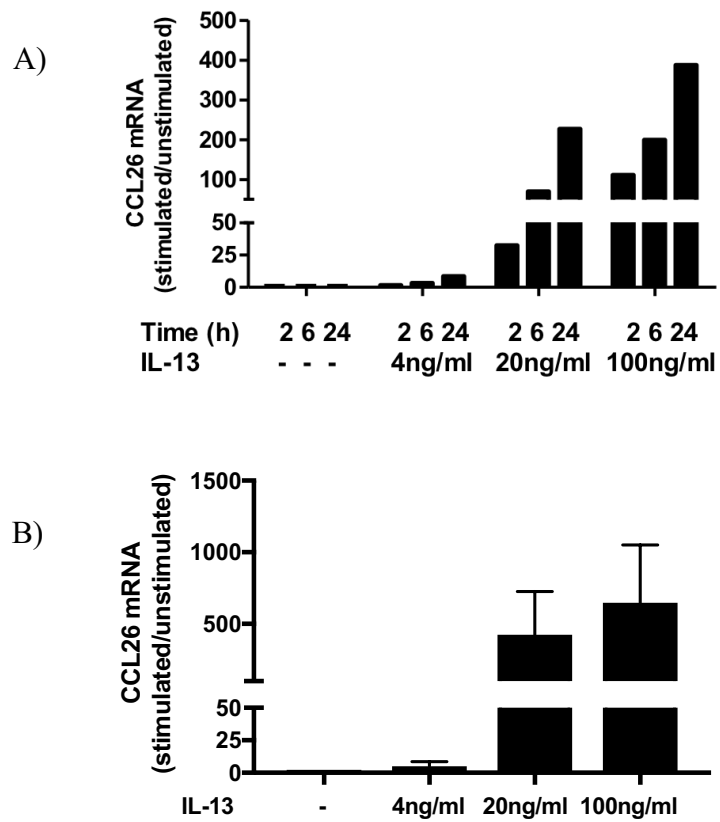 A)
CCL26 mRNA
(stimulated/unstimulated)
500
400
300
200
100
50
25
0
Time (h) 2 6 24 2 6 24 2 6 24 2 6 24
IL-13 - - - 4ng/ml 20ng/ml 100ng/ml
B)
CCL26 mRNA
(stimulated/unstimulated)
1500
1000
500
50
25
0
IL-13 - 4ng/ml 20ng/ml 100ng/ml